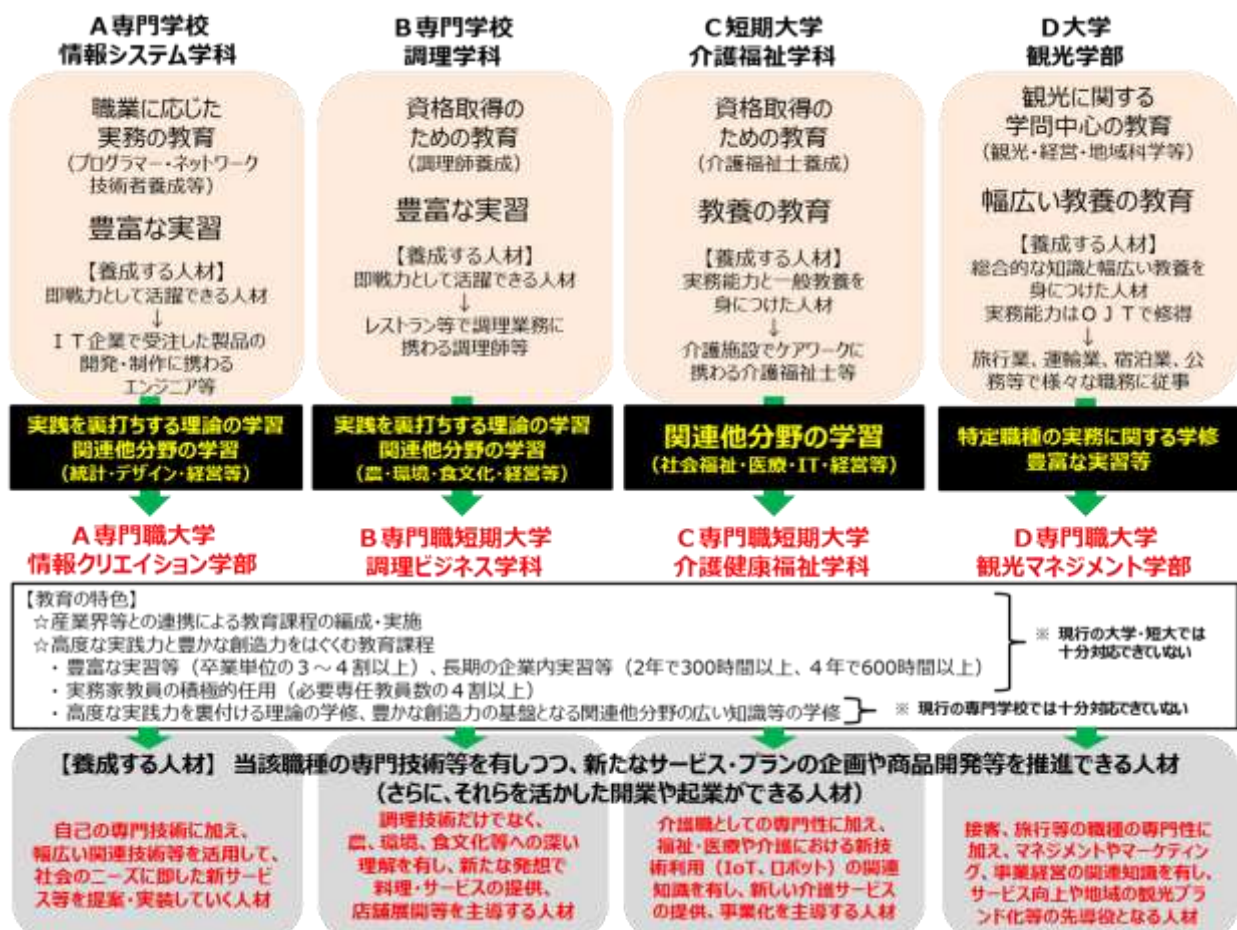 A専門学校
情報システム学科
職業に応じた
実務の教育
(プログラマー・ネットワーク
技術者養成等)
豊富な実習
【養成する人材】
即戦力として活躍できる人材
↓
IT企業で受注した製品の
開発・制作に携わる
エンジニア等
B専門学校
調理学科
資格取得の
ための教育
(調理師養成)
豊富な実習
【養成する人材】
即戦力として活躍できる人材
↓
レストラン等で調理業務に
携わる調理師等
C短期大学
介護福祉学科
資格取得の
ための教育
(介護福祉士養成)
教養の教育
【養成する人材】
実務能力と一般教養を
身につけた人材
↓
介護施設でケアワークに
携わる介護福祉士等
D大学
観光学部
観光に関する
学問中心の教育
(観光・経営・地域科学等)
幅広い教養の教育
【養成する人材】
総合的な知識と幅広い教養を
身につけた人材
実務能力はOJTで修得
↓
旅行業、運輸業、宿泊業、公
務等で様々な職務に従事
実践を裏打ちする理論の学習
関連他分野の学習
(統計・デザイン・経営等)
実践を裏打ちする理論の学習
関連他分野の学習
(農・環境・食文化・経営等)
関連他分野の学習
(社会福祉・医療・IT・経営等)
特定職種の実務に関する学修
豊富な実習等
A専門職大学
情報クリエイション学部
B専門職短期大学
調理ビジネス学科
C専門職短期大学
介護健康福祉学科
D専門職大学
観光マネジメント学部
【教育の特色】
☆産業界等との連携による教育課程の編成・実施
☆高度な実践力と豊かな創造力をはぐくむ教育課程
・豊富な実習等(卒業単位の3～4割以上)、長期の企業内実習等(2年で300時間以上、4年で600時間以上)
・実務家教員の積極的任用(必要専任教員数の4割以上)
・高度な実践力を裏付ける理論の学修、豊かな創造力の基盤となる関連他分野の広い知識等の学修
※ 現行の大学・短大では
十分対応できていない
※ 現行の専門学校では十分対応できていない
【養成する人材】 当該職種の専門技術等を有しつつ、新たなサービス・プランの企画や商品開発等を推進できる人材
(さらに、それらを活かした開業や起業ができる人材)
自己の専門技術に加え、
幅広い関連技術等を活用して、
社会のニーズに即した新サービ
ス等を提案・実装していく人材
調理技術だけでなく、
農、環境、食文化等への深い
理解を有し、新たな発想で
料理・サービスの提供、
店舗展開等を主導する人材
介護職としての専門性に加え、
福祉・医療や介護における新技
術利用(IoT、ロボット)の関連
知識を有し、新しい介護サービス
の提供、事業化を主導する人材
接客、旅行等の職種の専門性に
加え、マネジメントやマーケティン
グ、事業経営の関連知識を有し、
サービス向上や地域の観光ブラ
ンド化等の先導役となる人材